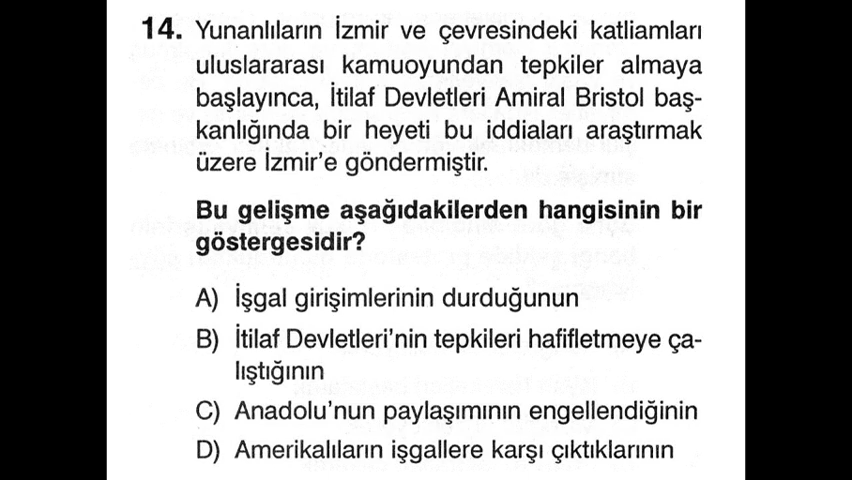 14. Yunanlıların İzmir ve çevresindeki katliamları
uluslararası kamuoyundan tepkiler almaya
başlayınca, İtilaf Devletleri Amiral Bristol baş-
kanlığında bir heyeti bu iddiaları araştırmak
üzere İzmir'e göndermiştir.
Bu gelişme aşağıdakilerden hangisinin bir
göstergesidir?
A) İşgal girişimlerinin durduğunun
B) İtilaf Devletleri'nin tepkileri hafifletmeye ça-
lıştığının
C) Anadolu'nun paylaşımının engellendiğinin
D) Amerikalıların işgallere karşı çıktıklarının